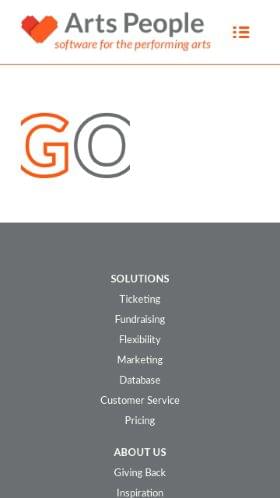 Arts People
software for the performing arts
GO
SOLUTIONS
Ticketing
Fundraising
Flexibility
Marketing
Database
Customer Service
Pricing
ABOUT US
Giving Back
Inspiration